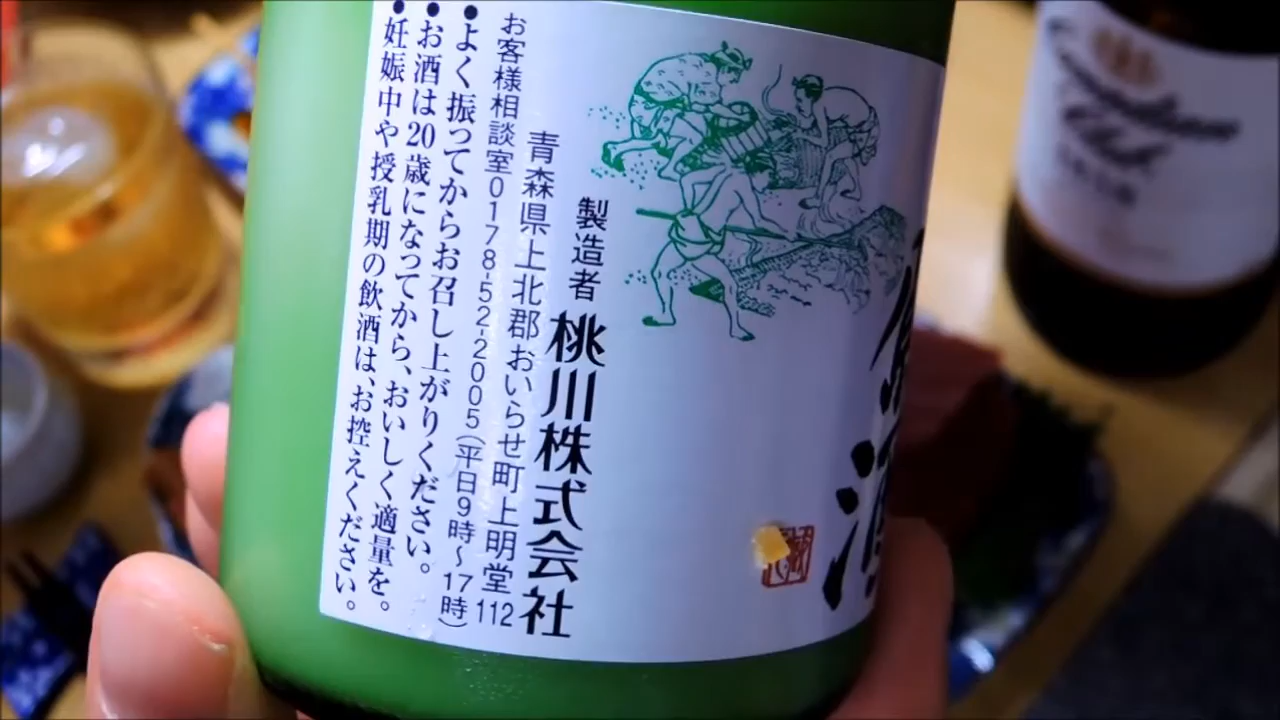 製造者 桃川株式会社
青森県上北郡おいらせ町上明堂112
お客様相談室0178-52-2005(平日9時～17時)
●よく振ってからお召し上がりください。
●お酒は20歳になってから、おいしく適量を。
●妊娠中や授乳期の飲酒は、お控えください。